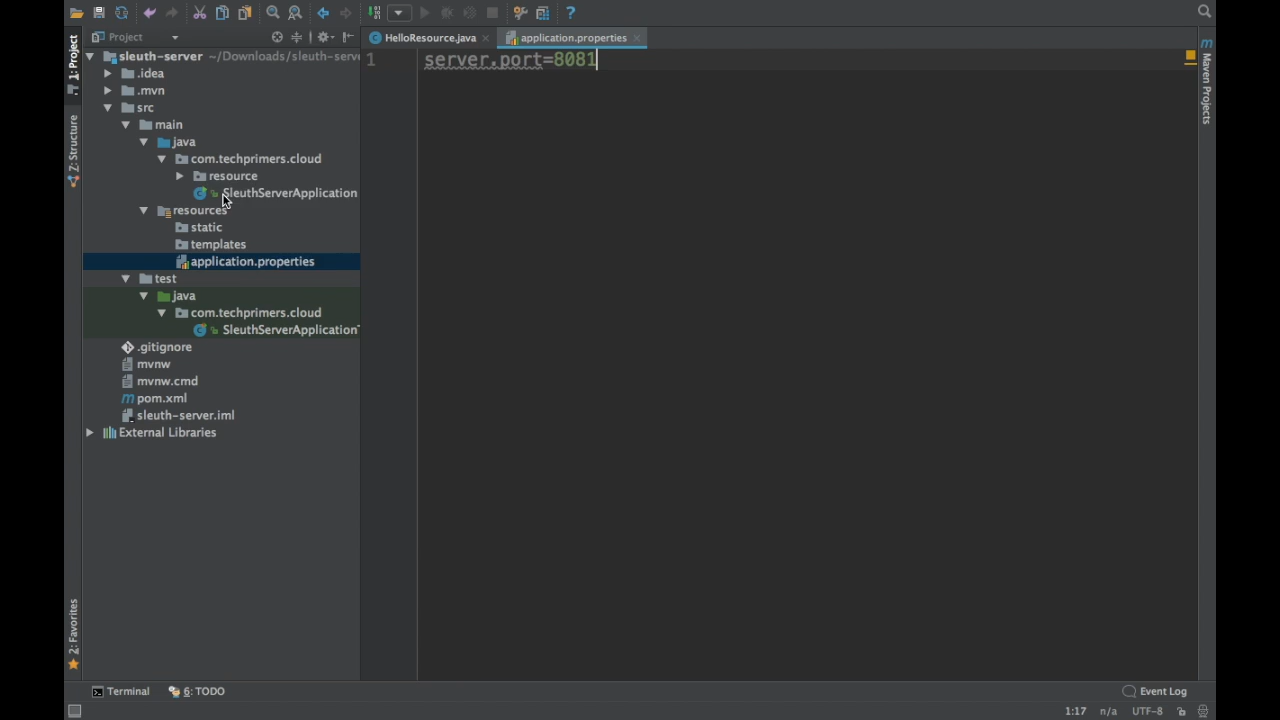 Project
HelloResource.java
application.properties
1: Project
Z: Structure
2: Favorites
sleuth-server ~/Downloads/sleuth-serve
.idea
.mvn
src
main
java
com.techprimers.cloud
resource
SleuthServerApplication
resources
static
templates
application.properties
test
java
com.techprimers.cloud
SleuthServerApplication
.gitignore
mvnw
mvnw.cmd
pom.xml
sleuth-server.iml
External Libraries
1
server.port=8081
Maven Projects
Terminal
6: TODO
Event Log
1:17
n/a
UTF-8